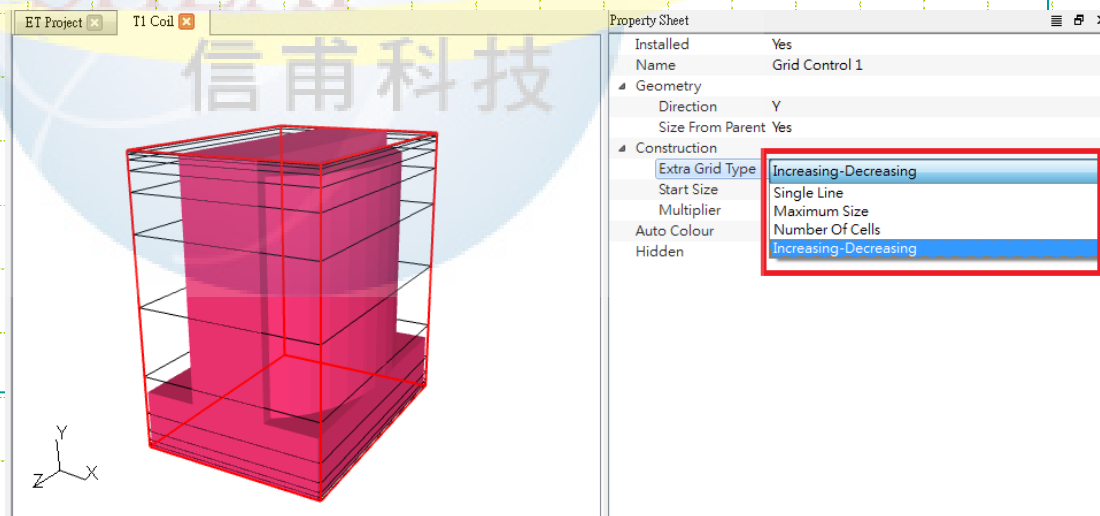 ET Project
T1 Coil
信甫科技
Y
X
Z
Property Sheet
Installed Yes
Name Grid Control 1
Geometry
Direction Y
Size From Parent Yes
Construction
Extra Grid Type Increasing-Decreasing
Single Line
Start Size
Maximum Size
Multiplier
Number Of Cells
Auto Colour
Increasing-Decreasing
Hidden